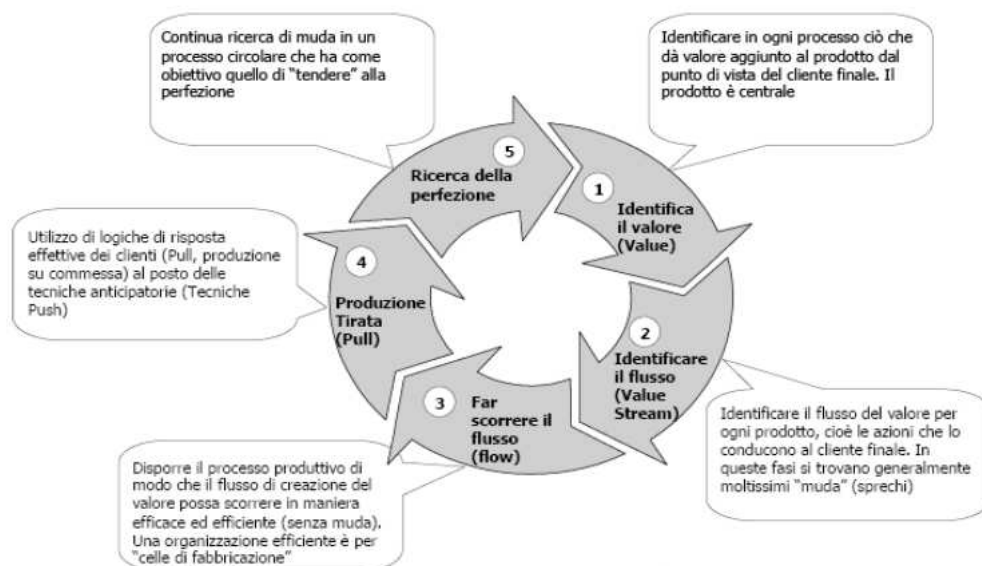 Continua ricerca di muda in un
processo circolare che ha come
obiettivo quello di “tendere” alla
perfezione
Identificare in ogni processo ciò che
dà valore aggiunto al prodotto dal
punto di vista del cliente finale. Il
prodotto è centrale
5
Ricerca della
perfezione
1
Identifica
il valore
(Value)
Utilizzo di logiche di risposta
effettive dei clienti (Pull, produzione
su commessa) al posto delle
tecniche anticipatorie (Tecniche
Push)
4
Produzione
Tirata
(Pull)
2
Identificare
il flusso
(Value
Stream)
3
Far
scorrere il
flusso
(flow)
Identificare il flusso del valore per
ogni prodotto, cioè le azioni che lo
conducono al cliente finale. In
queste fasi si trovano generalmente
moltissimi “muda” (sprechi)
Disporre il processo produttivo di
modo che il flusso di creazione del
valore possa scorrere in maniera
efficace ed efficiente (senza muda).
Una organizzazione efficiente è per
“celle di fabbricazione”